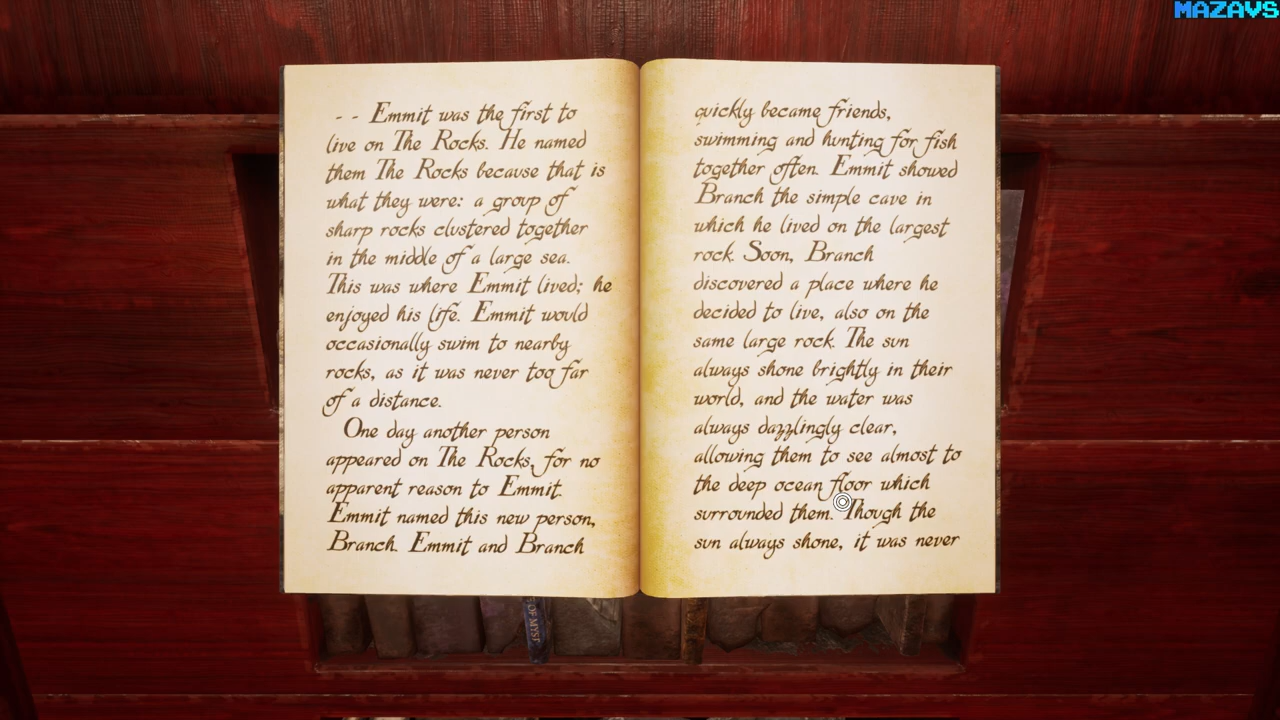 MAZAVS
-- Emmit was the first to
live on The Rocks. He named
them The Rocks because that is
what they were: a group of
sharp rocks clustered together
in the middle of a large sea.
This was where Emmit lived; he
enjoyed his life. Emmit would
occasionally swim to nearby
rocks, as it was never too far
of a distance.
One day another person
appeared on The Rocks, for no
apparent reason to Emmit.
Emmit named this new person,
Branch. Emmit and Branch
quickly became friends,
swimming and hunting for fish
together often. Emmit showed
Branch the simple cave in
which he lived on the largest
rock. Soon, Branch
discovered a place where he
decided to live, also on the
same large rock. The sun
always shone brightly in their
world, and the water was
always dazzlingly clear,
allowing them to see almost to
the deep ocean floor which
surrounded them. Though the
sun always shone, it was never
OF MYST